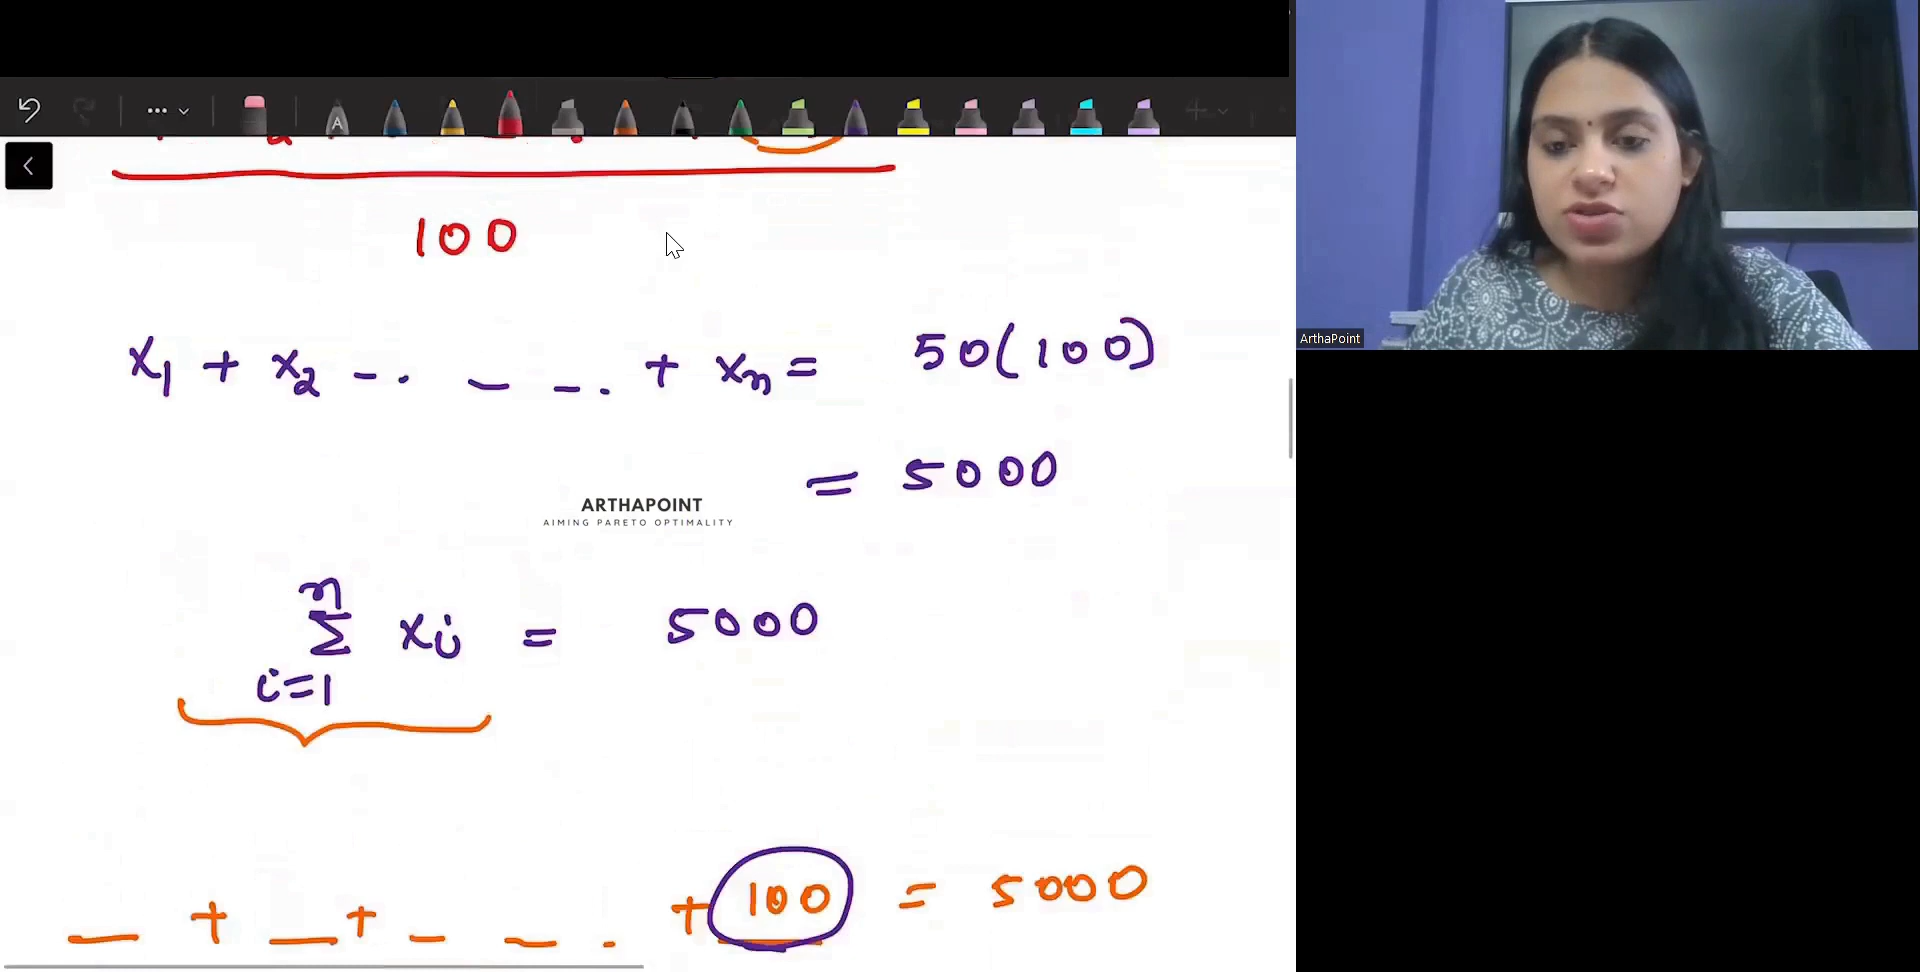 100
x₁ + x₂ -. - -. + xₙ = 50(100)
= 5000
ARTHAPOINT
AIMING PARETO OPTIMALITY
n
Σ xᵢ = 5000
i=1
_ + _ + _ _ . + 100 = 5000
A
ArthaPoint